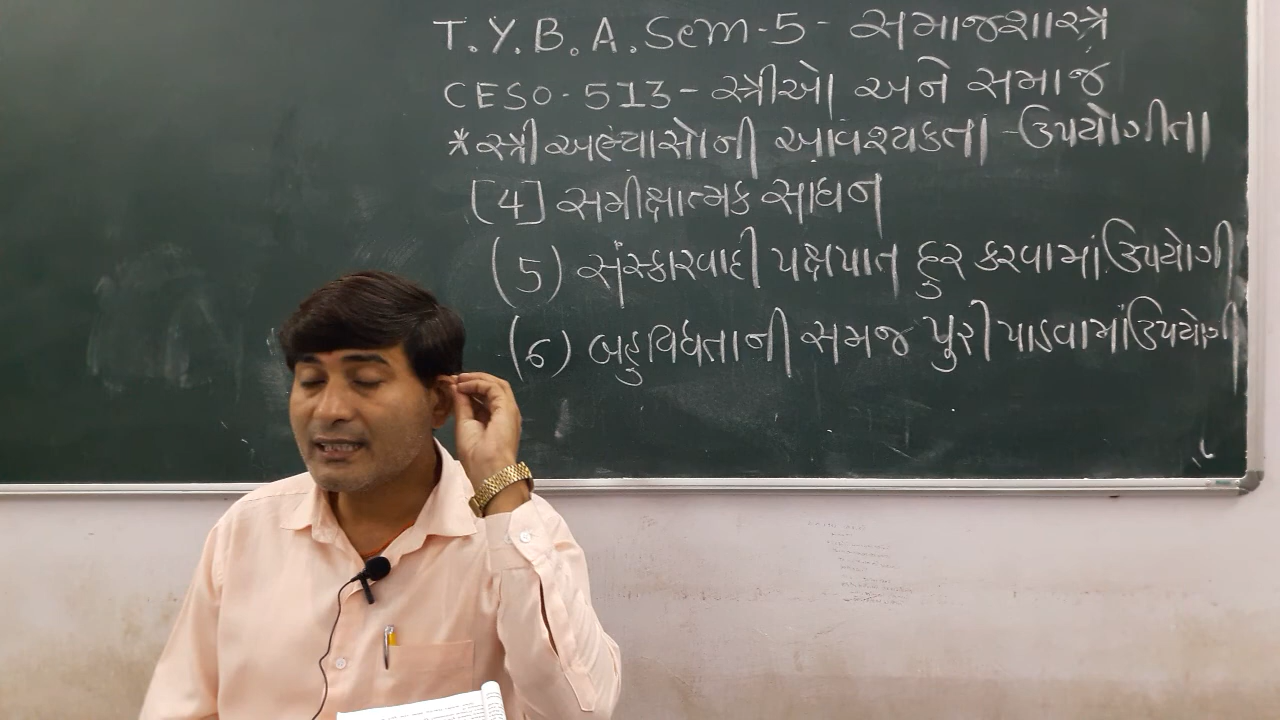 T.Y.B.A. Sem-5- સમાજશાસ્ત્ર
CESO-513- સ્ત્રીઓ અને સમાજ
* સ્ત્રી અભ્યાસોની આવશ્યકતા -ઉપયોગીતા
[4] સમીક્ષાત્મક સાધન
(5) સંસ્કારવાદી પક્ષપાત દુર કરવામાં ઉપયોગી
(6) બહુવિધતાની સમજ પુરી પાડવામાં ઉપયોગી